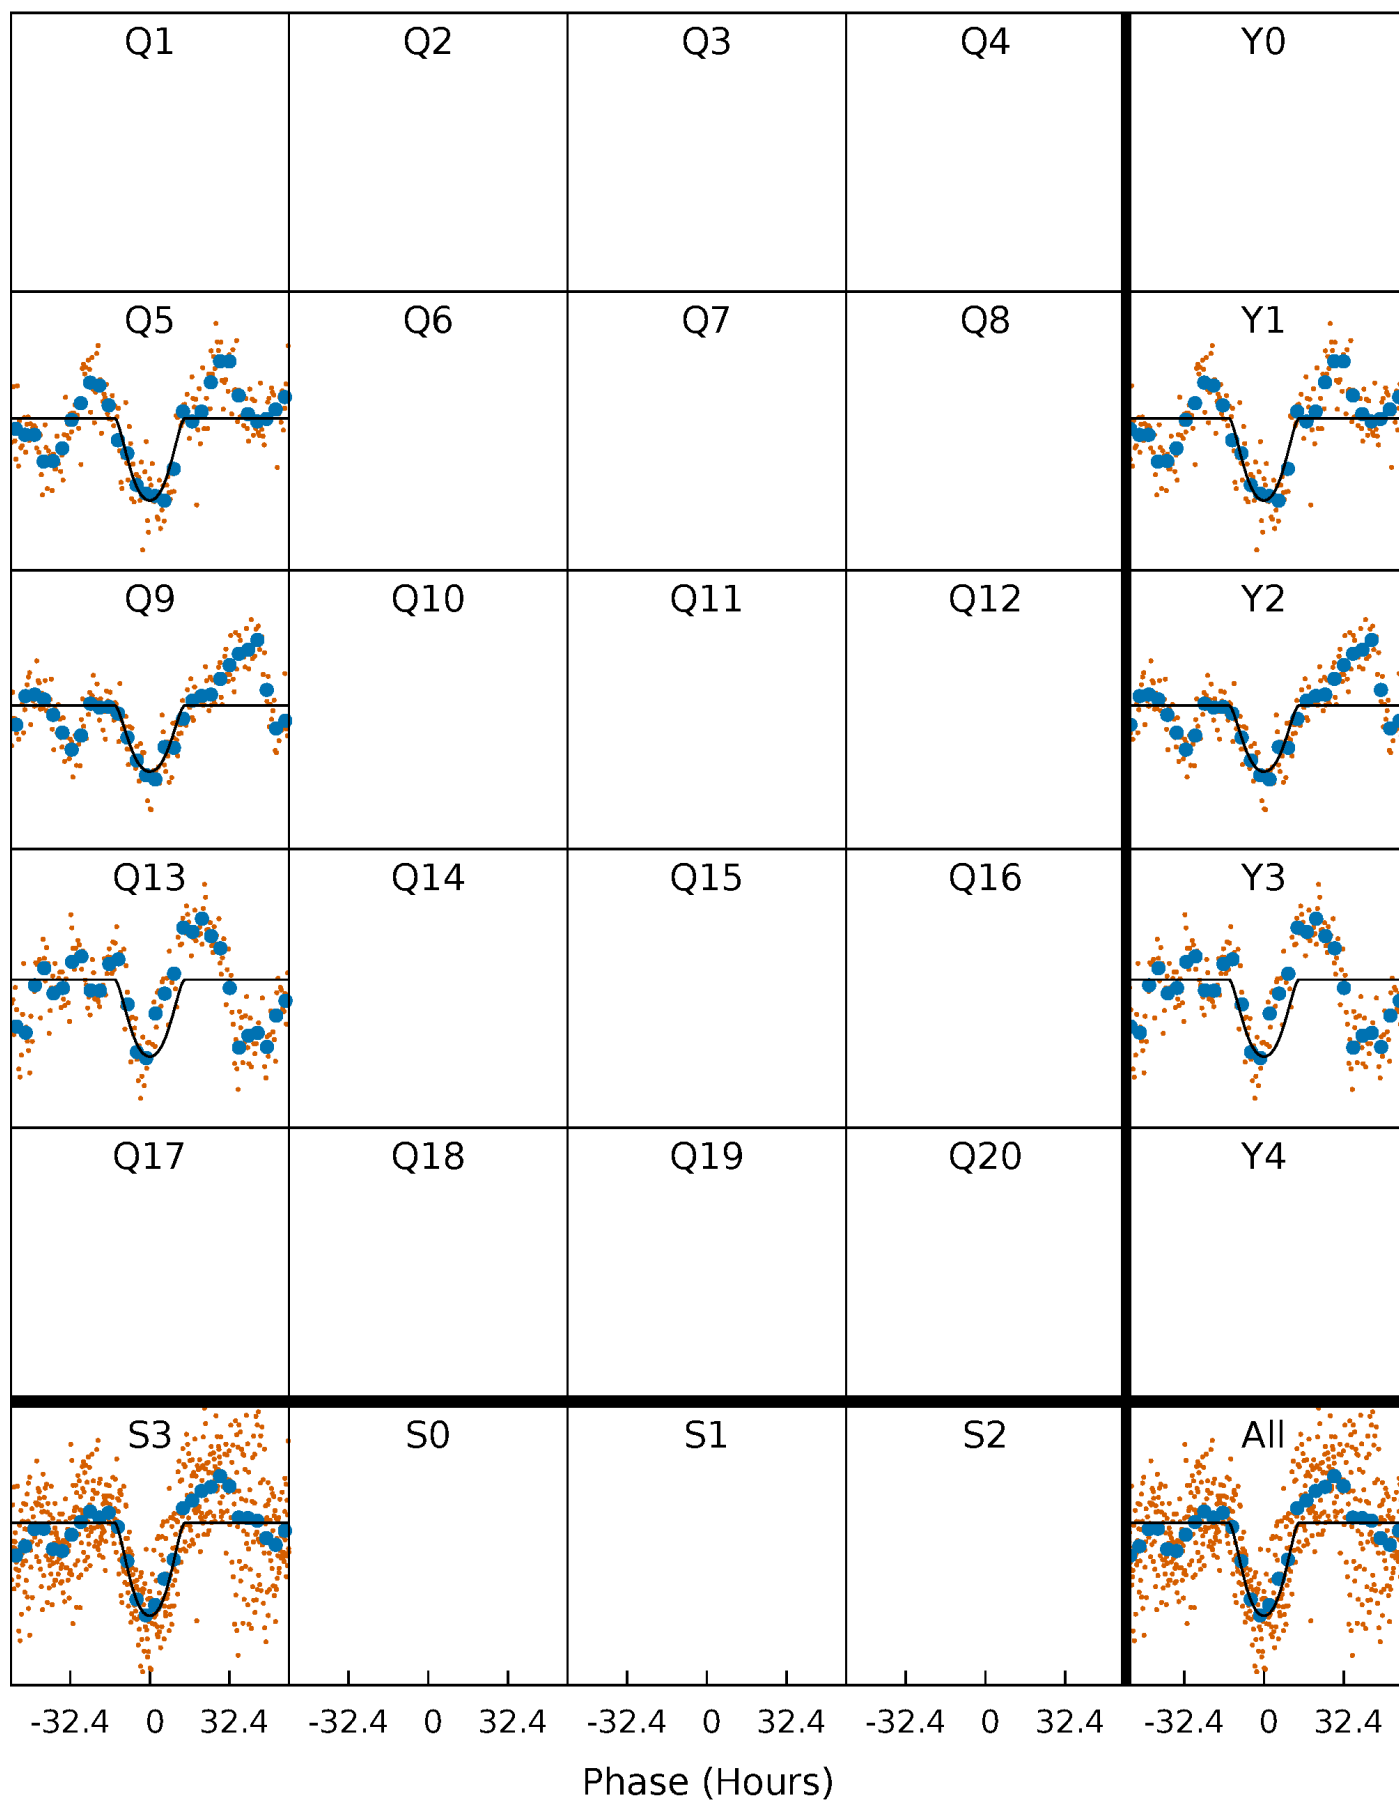 Q1 Q2 Q3 Q4 Y0
Q5 Q6 Q7 Q8 Y1
Q9 Q10 Q11 Q12 Y2
Q13 Q14 Q15 Q16 Y3
Q17 Q18 Q19 Q20 Y4
S3 S0 S1 S2 All
-32.4 0 32.4 -32.4 0 32.4 -32.4 0 32.4 -32.4 0 32.4 -32.4 0 32.4
Phase (Hours)